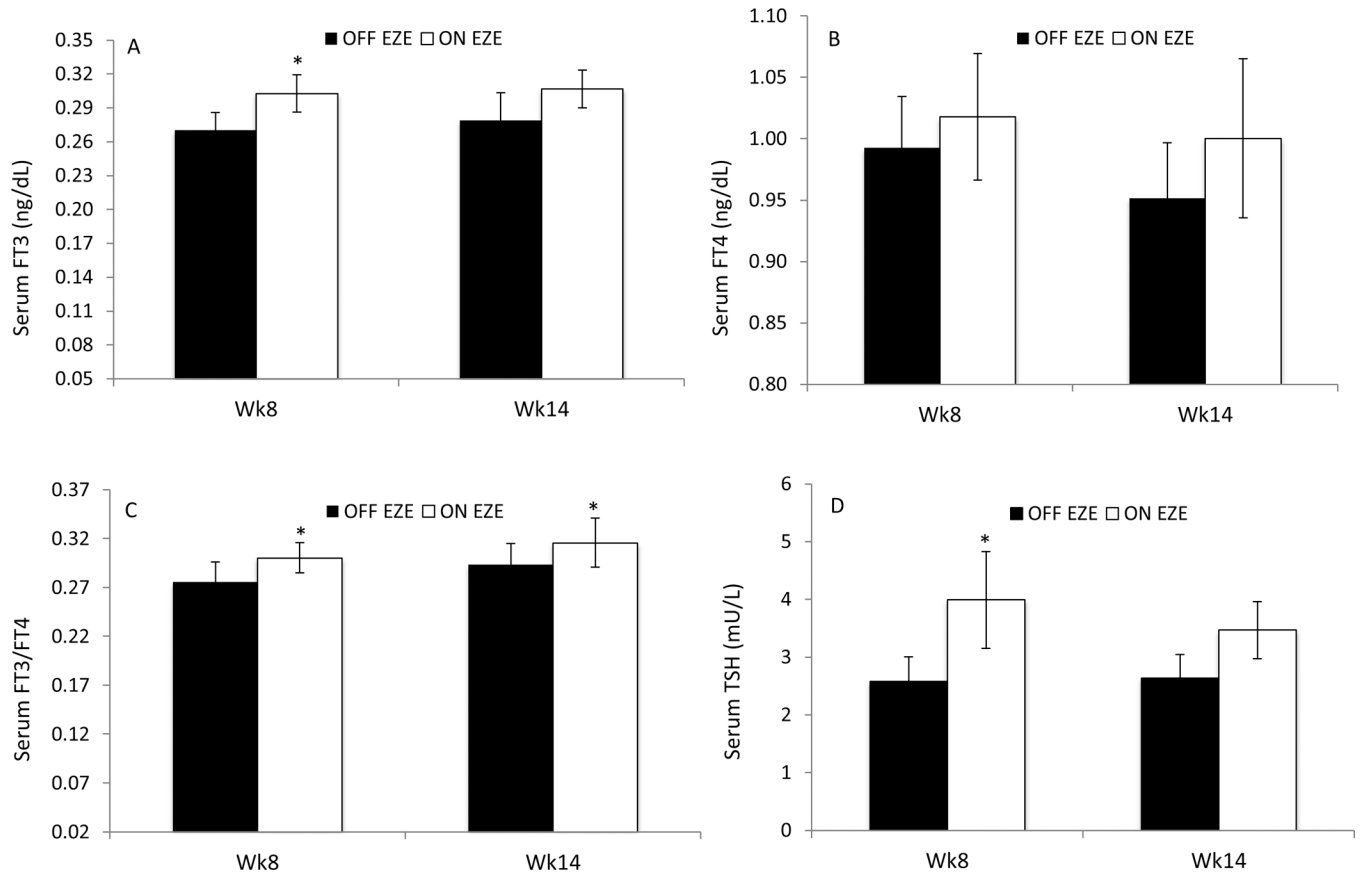 A
OFF EZE ON EZE
0.35
0.32
0.29
0.26
0.23
0.20
0.17
0.14
0.11
0.08
0.05
Serum FT3 (ng/dL)
*
Wk8 Wk14
B
OFF EZE ON EZE
1.10
1.05
1.00
0.95
0.90
0.85
0.80
Serum FT4 (ng/dL)
Wk8 Wk14
C
OFF EZE ON EZE
0.37
0.32
0.27
0.22
0.17
0.12
0.07
0.02
Serum FT3/FT4
* *
Wk8 Wk14
D
OFF EZE ON EZE
6
5
4
3
2
1
0
Serum TSH (mU/L)
*
Wk8 Wk14